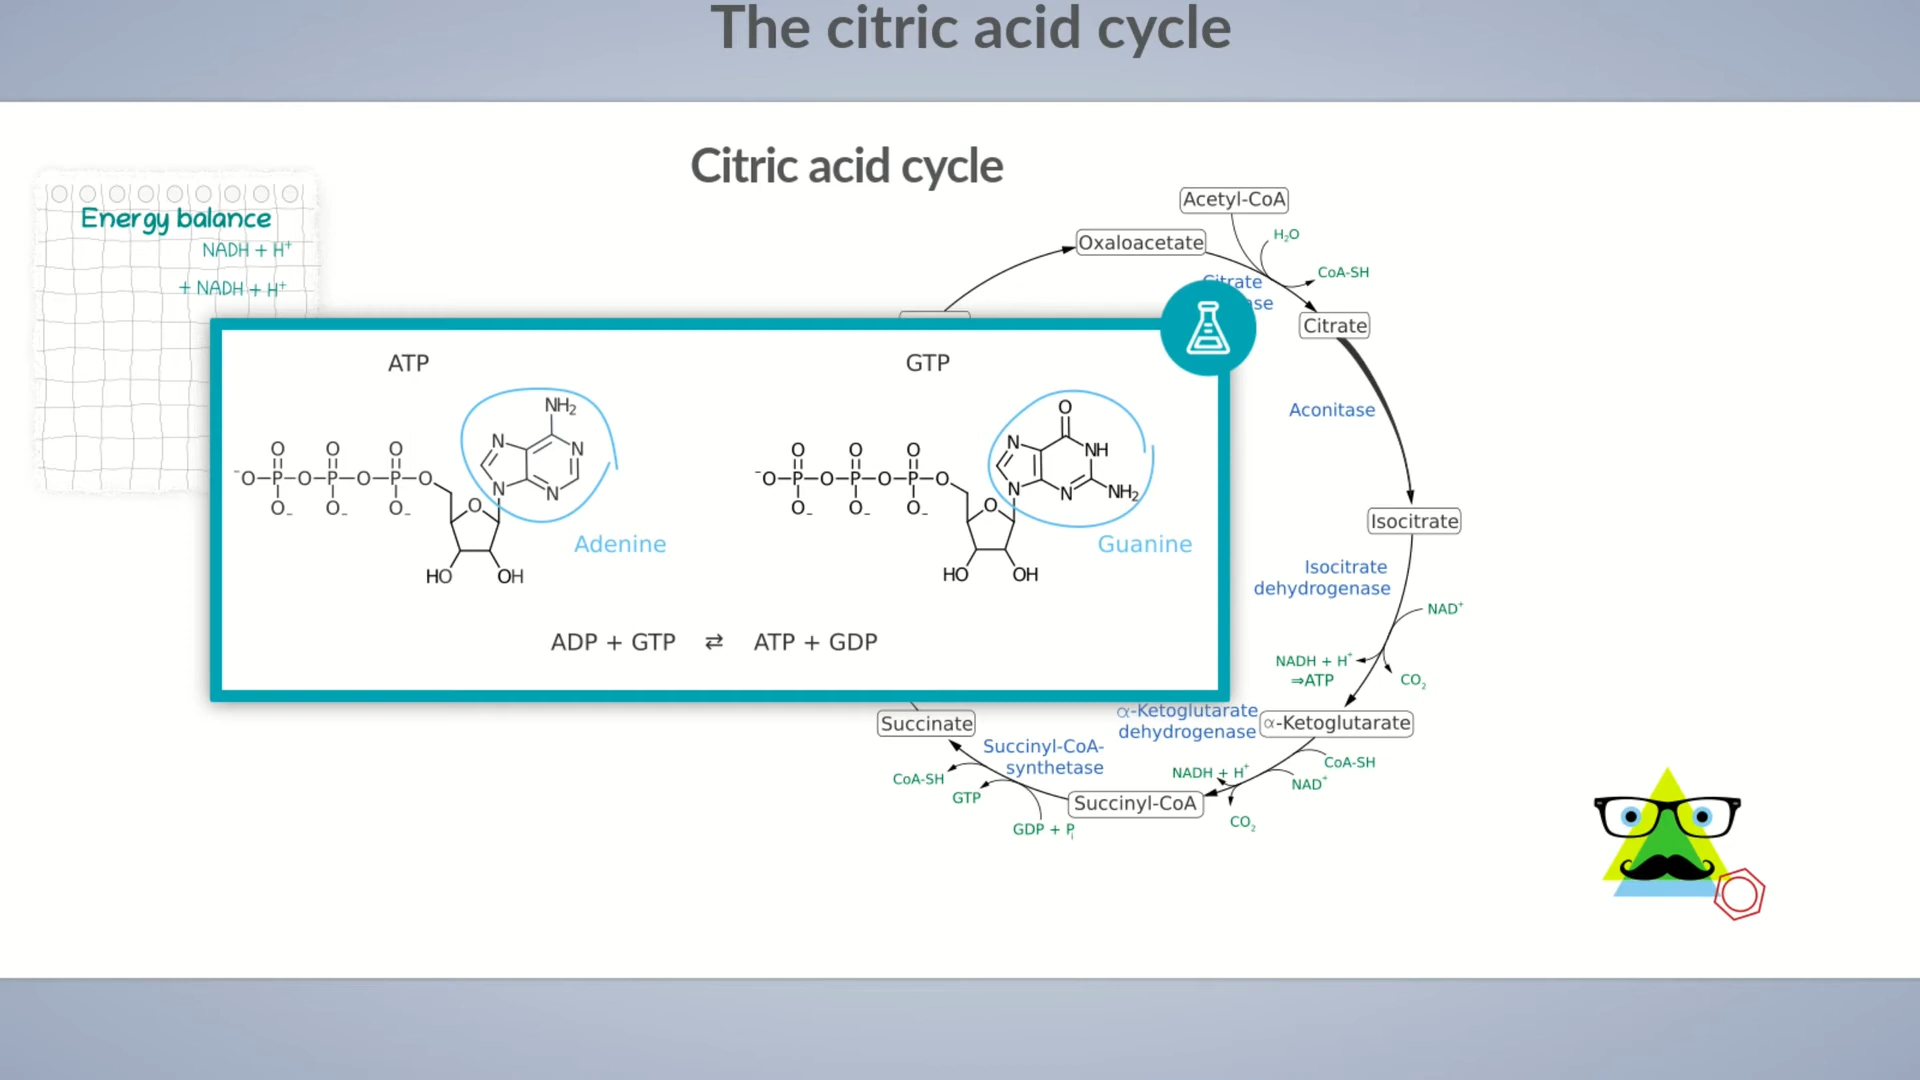 The citric acid cycle
Citric acid cycle
Energy balance
NADH + H⁺
+ NADH + H⁺
Acetyl-CoA
Oxaloacetate
H₂O
CoA-SH
Citrate
Citrate
Aconitase
Isocitrate
Isocitrate
dehydrogenase
NAD⁺
NADH + H⁺
⇒ATP
CO₂
α-Ketoglutarate
α-Ketoglutarate
dehydrogenase
CoA-SH
NAD⁺
NADH + H⁺
CO₂
Succinyl-CoA
Succinyl-CoA-
synthetase
GDP + Pᵢ
GTP
CoA-SH
Succinate
ATP
NH₂
N
N
N
N
O O O
⁻O-P-O-P-O-P-O
O₋ O₋ O₋
O
HO OH
Adenine
GTP
O
N
NH
N
N
NH₂
O O O
⁻O-P-O-P-O-P-O
O₋ O₋ O₋
O
HO OH
Guanine
ADP + GTP ⇄ ATP + GDP